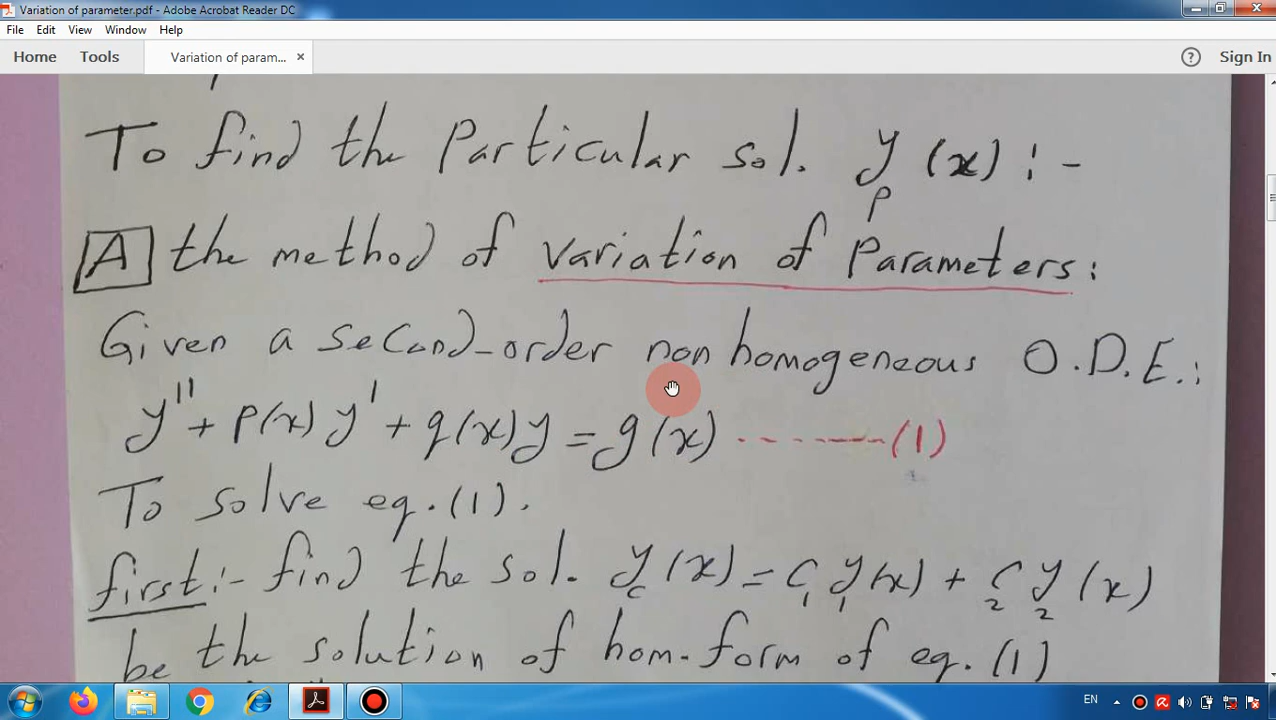 Variation of parameter.pdf - Adobe Acrobat Reader DC
File Edit View Window Help
Home Tools Variation of param... × ? Sign In
To find the Particular sol. y_p(x) :-
A the method of variation of Parameters:
Given a second-order non homogeneous O.D.E.:
y'' + p(x) y' + q(x) y = g(x) ---------(1)
To solve eq.(1).
first:- find the sol. y_c(x) = c_1 y_1(x) + c_2 y_2(x)
be the solution of hom. form of eq. (1)
EN